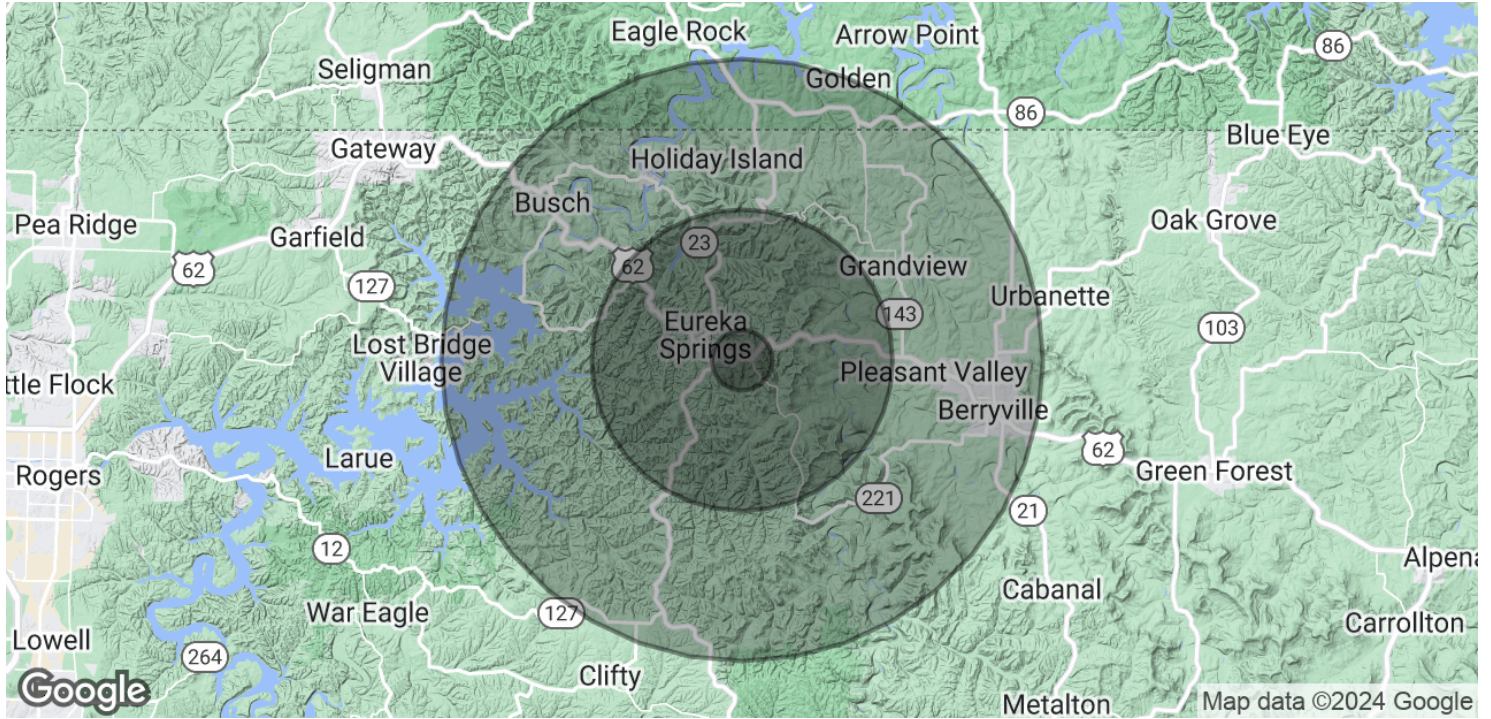 Eagle Rock
Arrow Point
86
Seligman
Golden
86
Blue Eye
Gateway
Holiday Island
Busch
Pea Ridge
Oak Grove
Garfield
23
62
62
Grandview
127
Urbanette
143
Eureka
Springs
103
Lost Bridge
Village
ttle Flock
Pleasant Valley
Berryville
62
Larue
Rogers
Green Forest
221
21
12
Alpena
Cabanal
War Eagle
127
Carrollton
Lowell
264
Clifty
Google
Metalton
Map data ©2024 Google